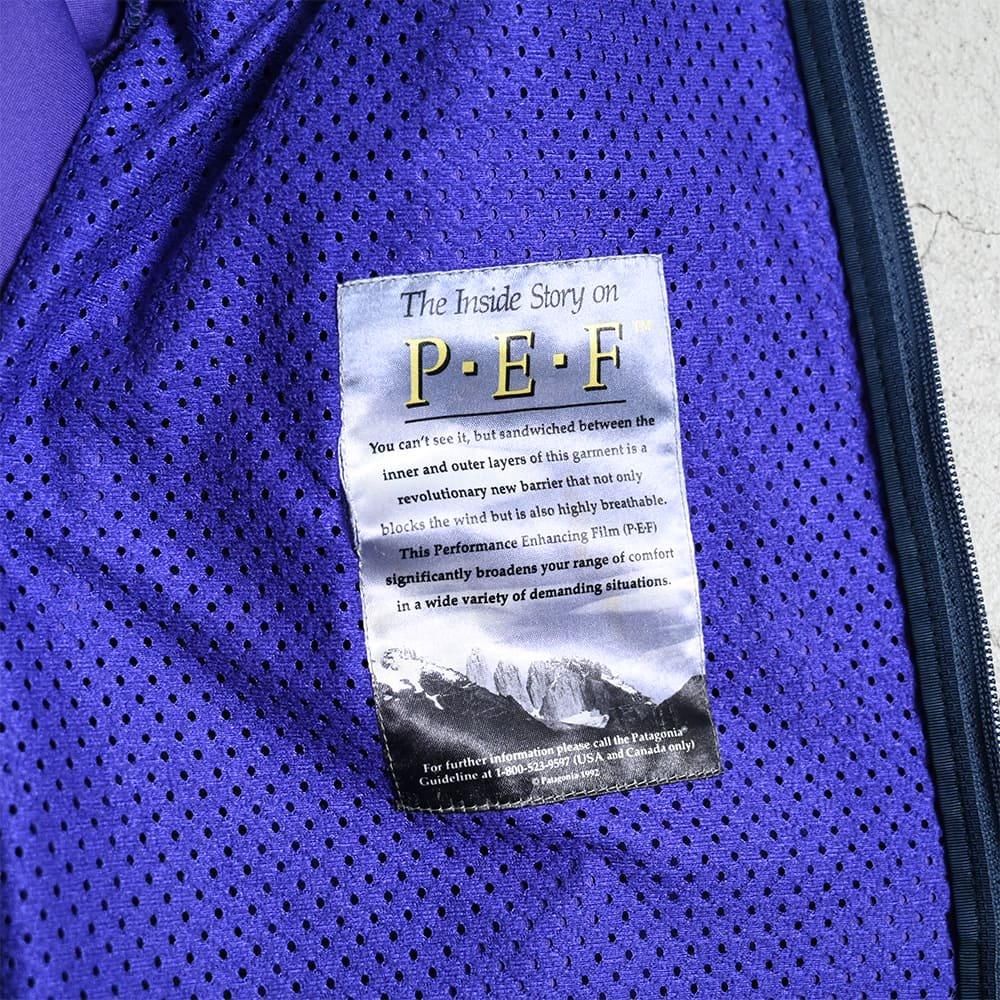 The Inside Story on
P·E·F™
You can't see it, but sandwiched between the
inner and outer layers of this garment is a
revolutionary new barrier that not only
blocks the wind but is also highly breathable.
This Performance Enhancing Film (P·E·F)
significantly broadens your range of comfort
in a wide variety of demanding situations.
For further information please call the Patagonia®
Guideline at 1-800-523-9597 (USA and Canada only)
© Patagonia 1992